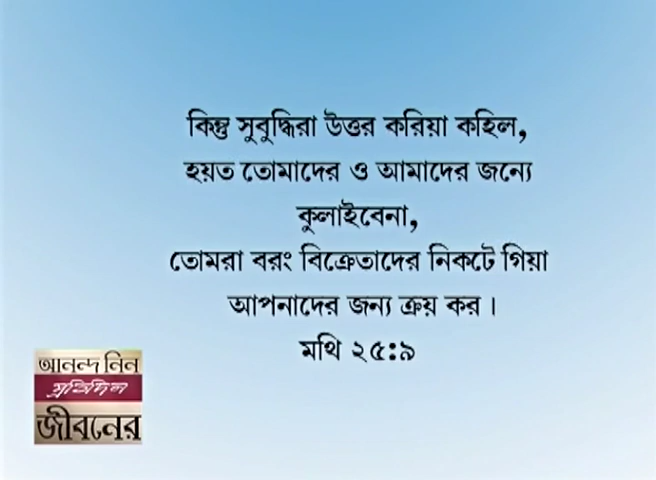 কিন্তু সুবুদ্ধিরা উত্তর করিয়া কহিল,
হয়ত তোমাদের ও আমাদের জন্যে
কুলাইবেনা,
তোমরা বরং বিক্রেতাদের নিকটে গিয়া
আপনাদের জন্য ক্রয় কর।
মথি ২৫:৯
আনন্দ নিন
প্রতিদিন
জীবনের